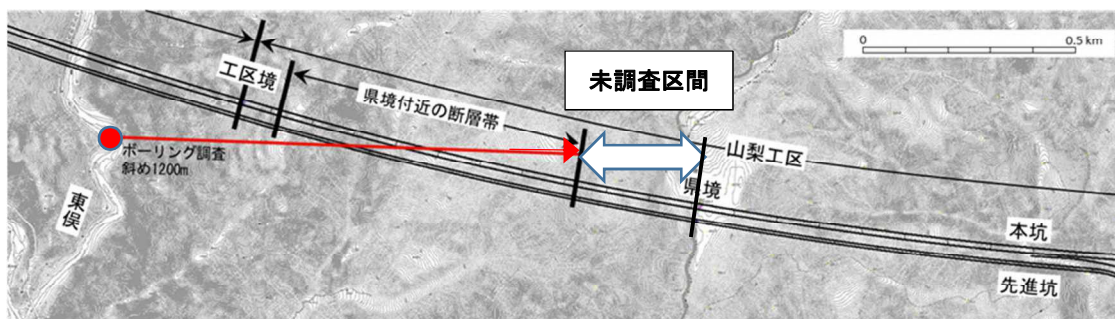 0
0.5 km
未調査区間
工区境
県境付近の断層帯
山梨工区
ボーリング調査
斜め1200m
県境
東俣
本坑
先進坑